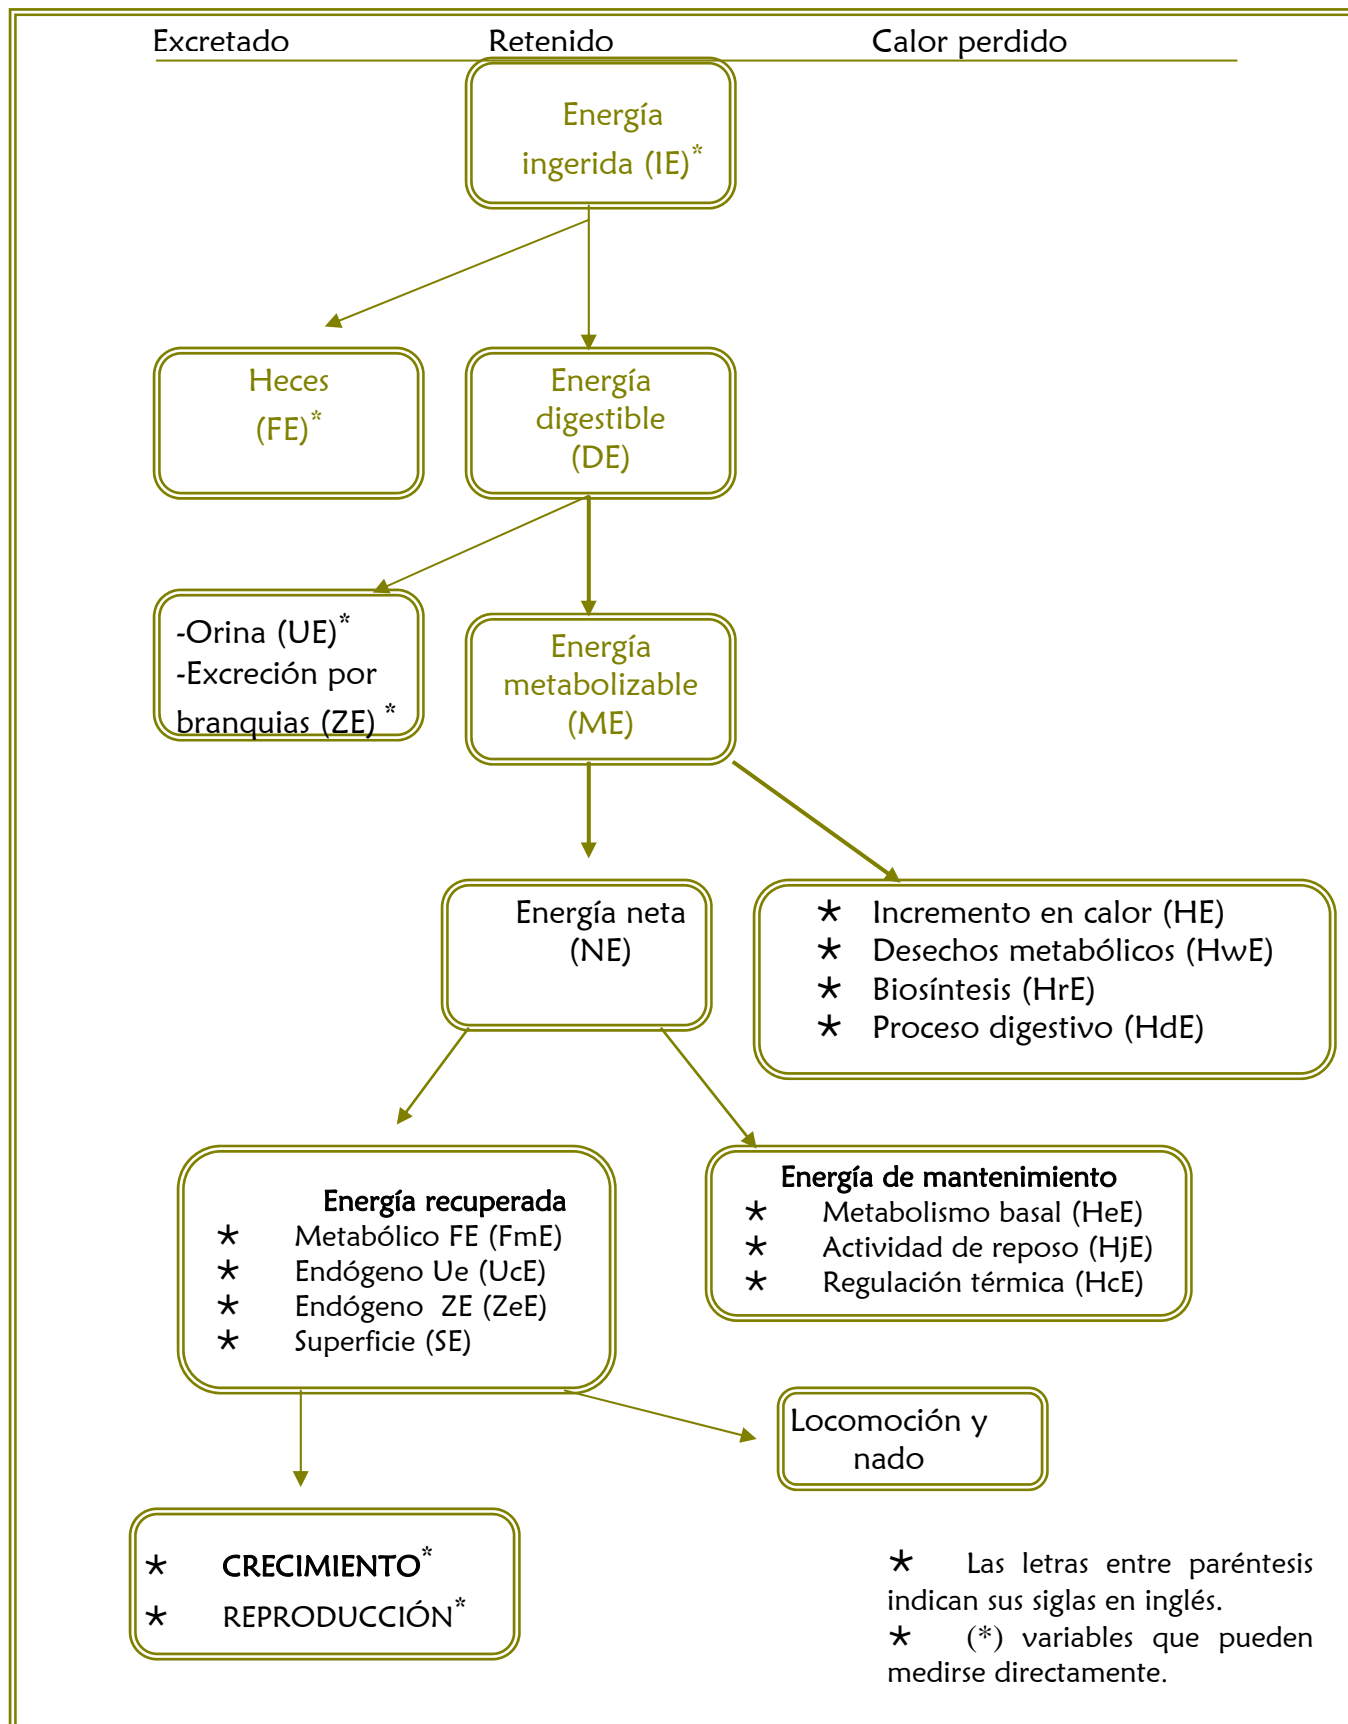 Excretado Retenido Calor perdido
Energía
ingerida (IE)*
Heces
(FE)*
Energía
digestible
(DE)
-Orina (UE)*
-Excreción por
branquias (ZE) *
Energía
metabolizable
(ME)
Energía neta
(NE)
★ Incremento en calor (HE)
★ Desechos metabólicos (HwE)
★ Biosíntesis (HrE)
★ Proceso digestivo (HdE)
Energía recuperada
★ Metabólico FE (FmE)
★ Endógeno Ue (UcE)
★ Endógeno ZE (ZeE)
★ Superficie (SE)
Energía de mantenimiento
★ Metabolismo basal (HeE)
★ Actividad de reposo (HjE)
★ Regulación térmica (HcE)
Locomoción y
nado
★ CRECIMIENTO*
★ REPRODUCCIÓN*
★ Las letras entre paréntesis
indican sus siglas en inglés.
★ (*) variables que pueden
medirse directamente.